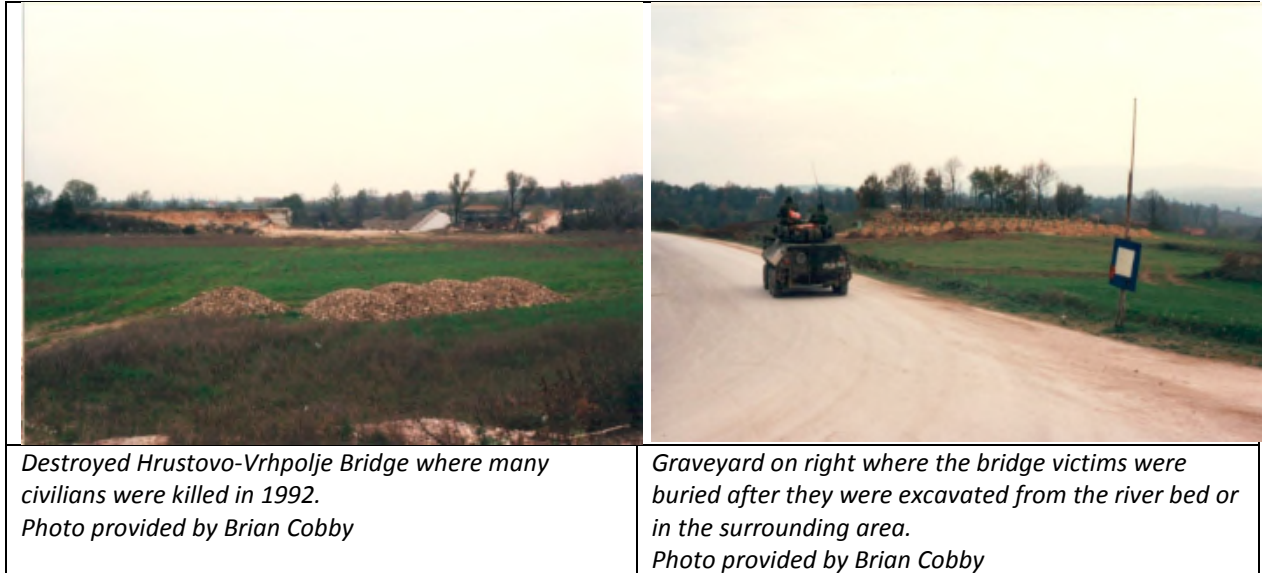 Destroyed Hrustovo-Vrhpolje Bridge where many
civilians were killed in 1992.
Photo provided by Brian Cobby
Graveyard on right where the bridge victims were
buried after they were excavated from the river bed or
in the surrounding area.
Photo provided by Brian Cobby